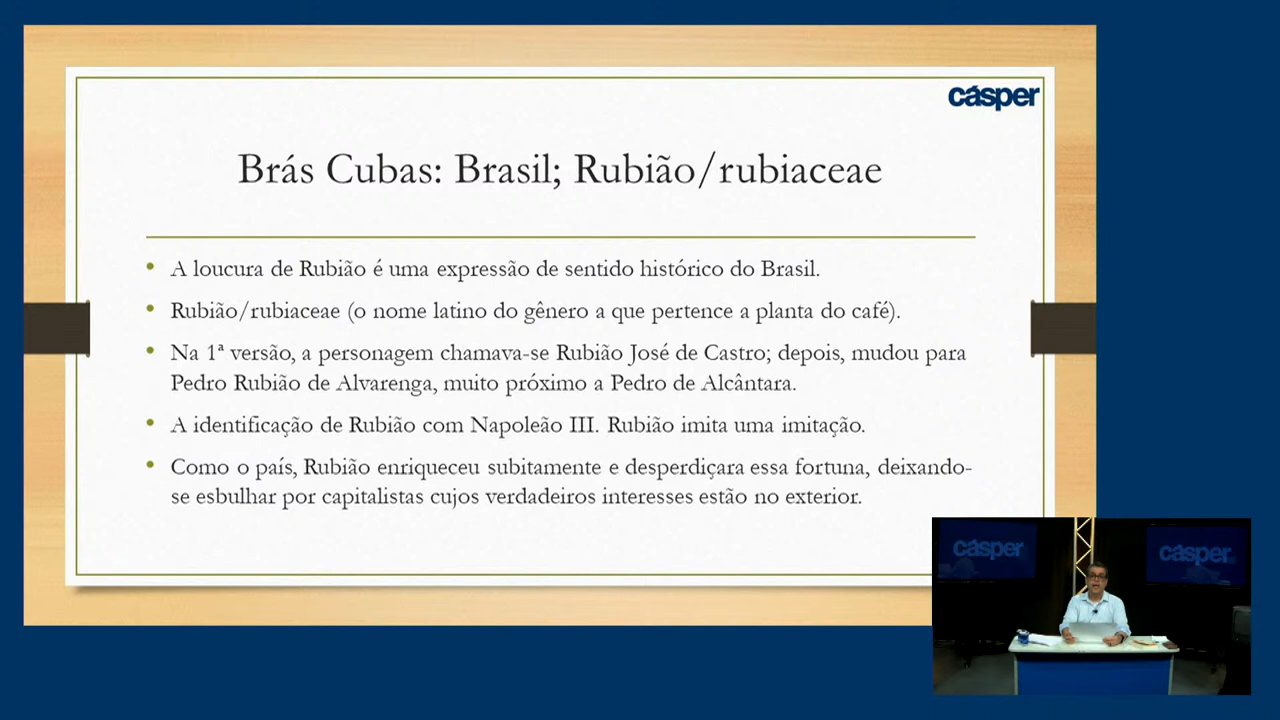 cásper
Brás Cubas: Brasil; Rubião/rubiaceae
• A loucura de Rubião é uma expressão de sentido histórico do Brasil.
• Rubião/rubiaceae (o nome latino do gênero a que pertence a planta do café).
• Na 1ª versão, a personagem chamava-se Rubião José de Castro; depois, mudou para
Pedro Rubião de Alvarenga, muito próximo a Pedro de Alcântara.
• A identificação de Rubião com Napoleão III. Rubião imita uma imitação.
• Como o país, Rubião enriqueceu subitamente e desperdiçara essa fortuna, deixando-
se esbulhar por capitalistas cujos verdadeiros interesses estão no exterior.
cásper
cásper